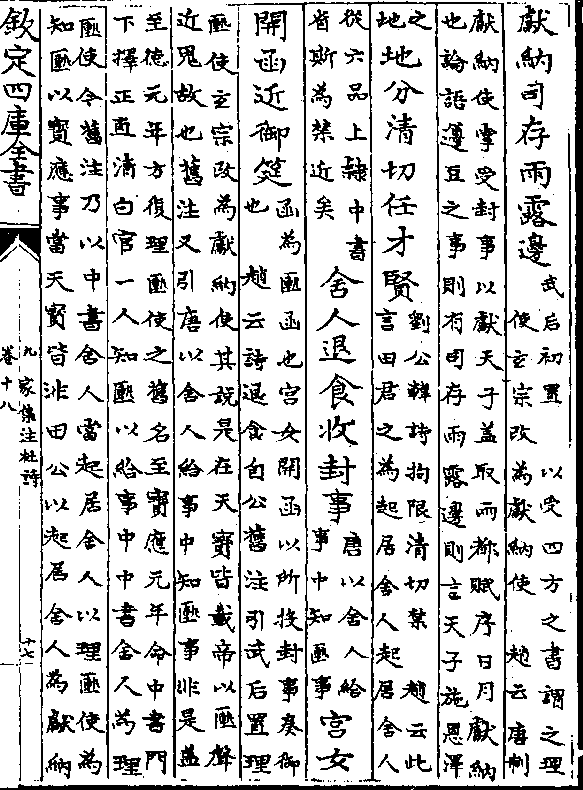 獻納司存雨露邊
武后初置 以受四方之書謂之理
使玄宗改為獻納使 趙云唐制
獻納使掌受封事以獻天子蓋取兩都賦序日月獻納
也論語籩豆之事則有司存雨露邊則言天子施恩澤
之
地
地分清切任才賢
劉公幹詩拘限清切禁 趙云此
言田君之為起居舍人起居舍人
從六品上隸中書
省斯為禁近矣
舍人退食收封事
唐以舍人給
事中知匭事
宮女
開函近御筵
函為匭函也宮女開函以所投封事奏御
也 趙云詩退食自公舊注引武后置理
匭使玄宗改為獻納使其說是在天寶皆載帝以匭聲
近鬼故也舊注又引唐以舍人給事中知匭事非是蓋
至德元年方復理匭使之舊名至寶應元年命中書門
下擇正直清白官一人知匭以給事中中書舍人為理
匭使今舊注乃以中書舍人當起居舍人以理匭使為
知匭以寶應事當天寶皆非田公以起居舍人為獻納
欽定四庫全書
九家集注杜詩
卷十八
十七